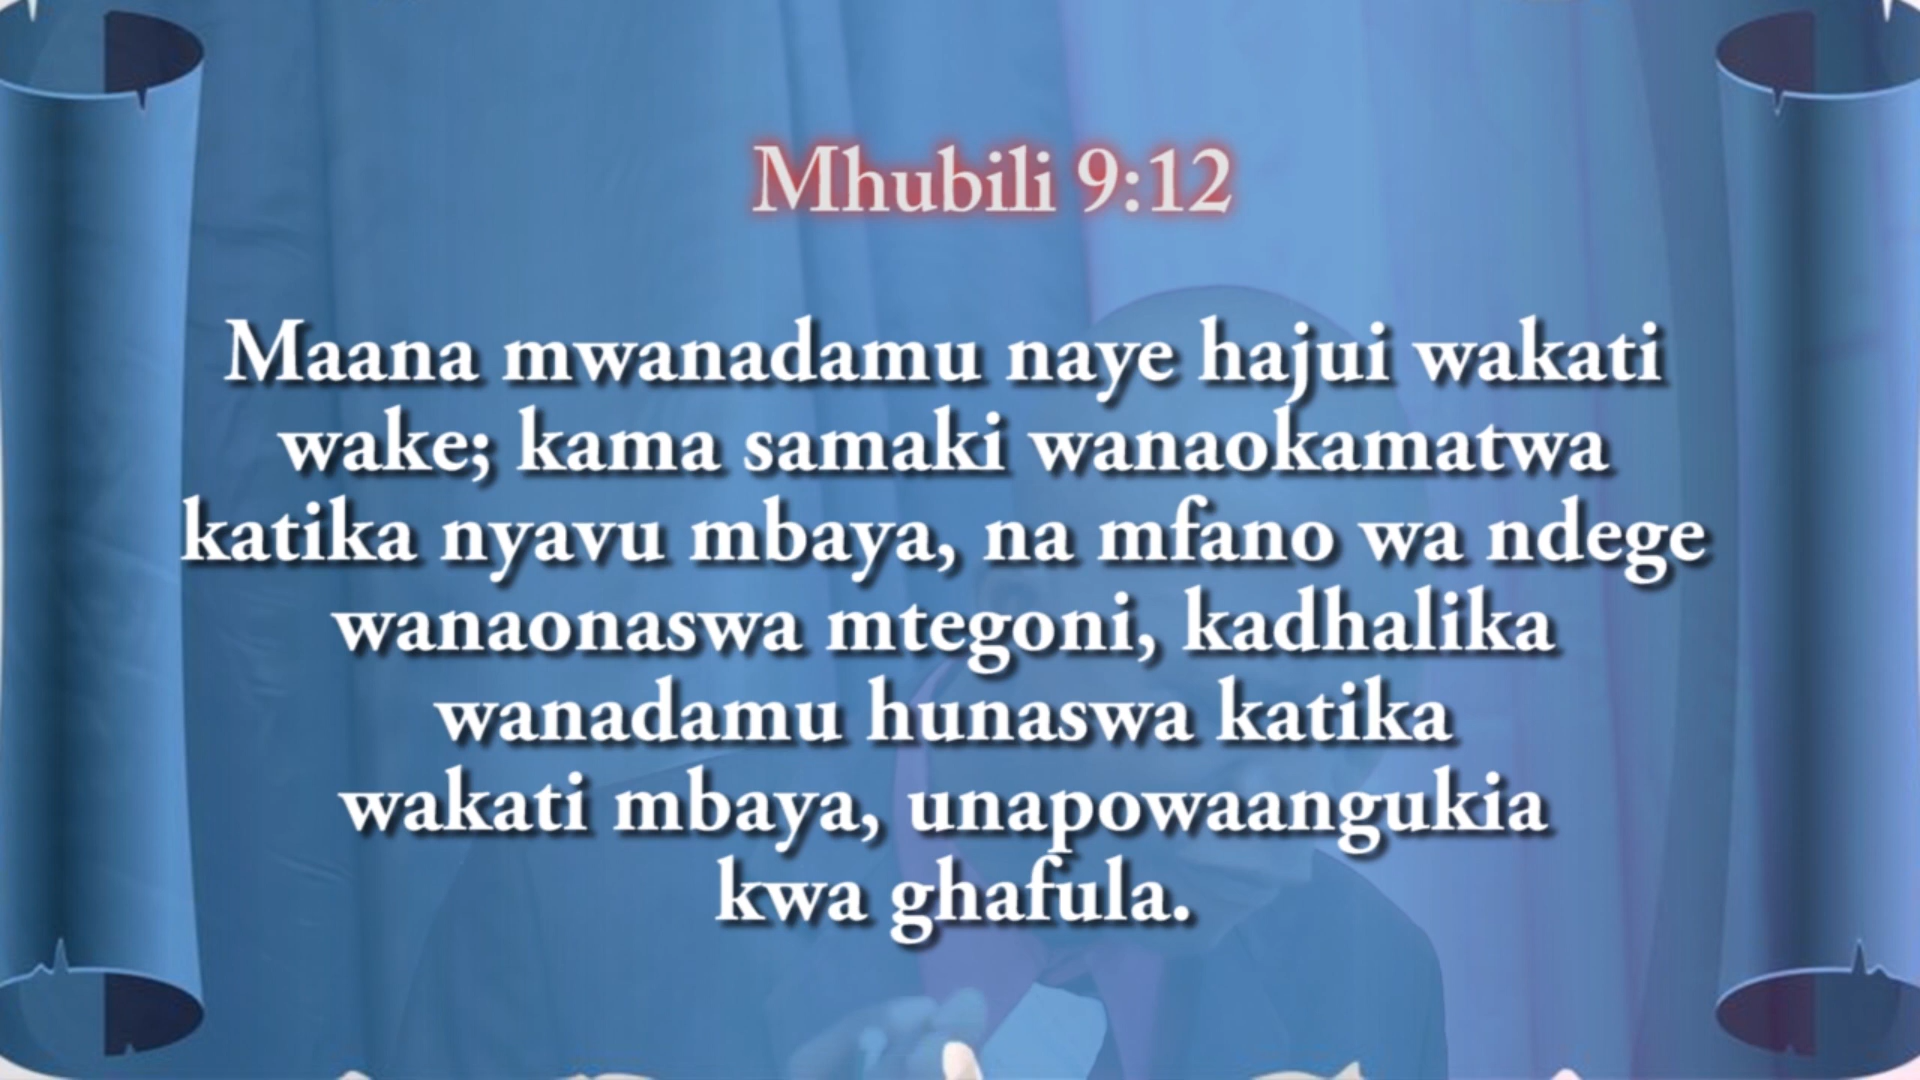 Mhubili 9:12
Maana mwanadamu naye hajui wakati
wake; kama samaki wanaokamatwa
katika nyavu mbaya, na mfano wa ndege
wanaonaswa mtegoni, kadhalika
wanadamu hunaswa katika
wakati mbaya, unapowaangukia
kwa ghafula.